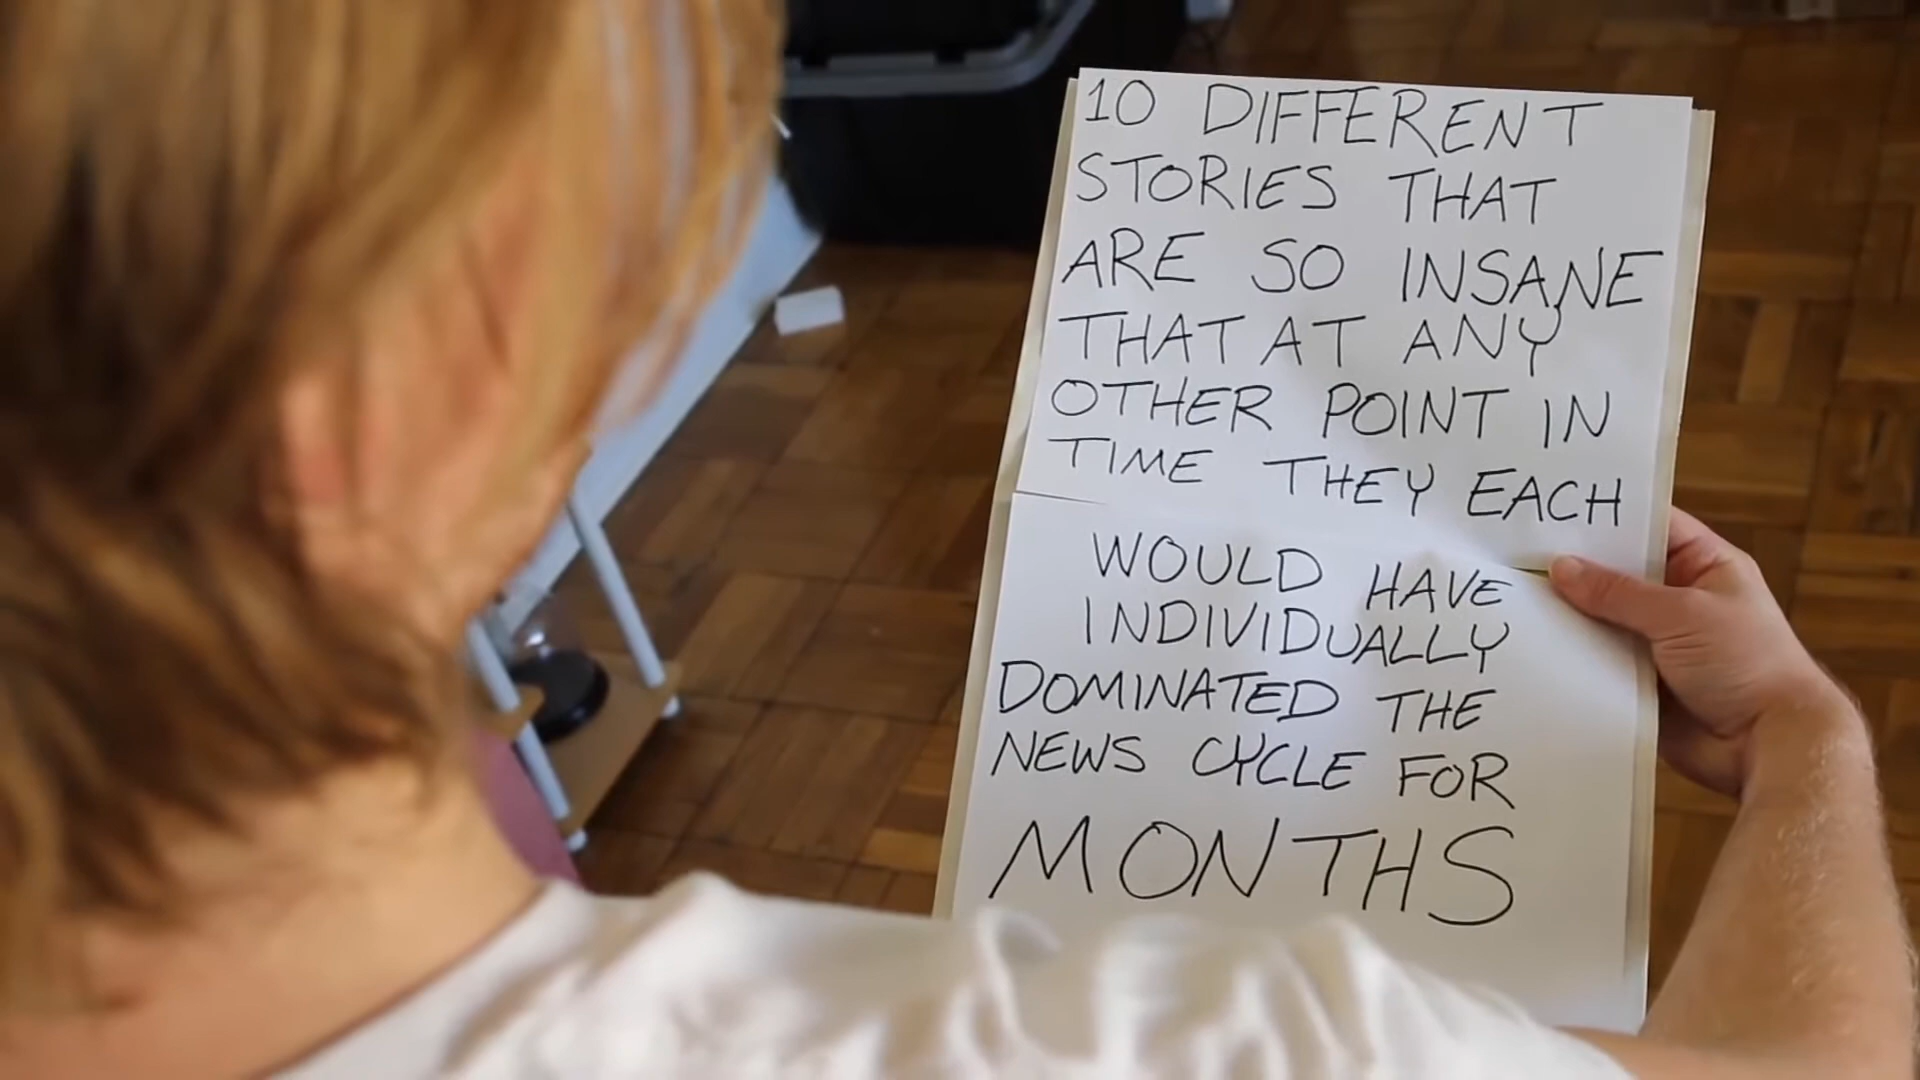 10 DIFFERENT
STORIES THAT
ARE SO INSANE
THAT AT ANY
OTHER POINT IN
TIME THEY EACH
WOULD HAVE
INDIVIDUALLY
DOMINATED THE
NEWS CYCLE FOR
MONTHS